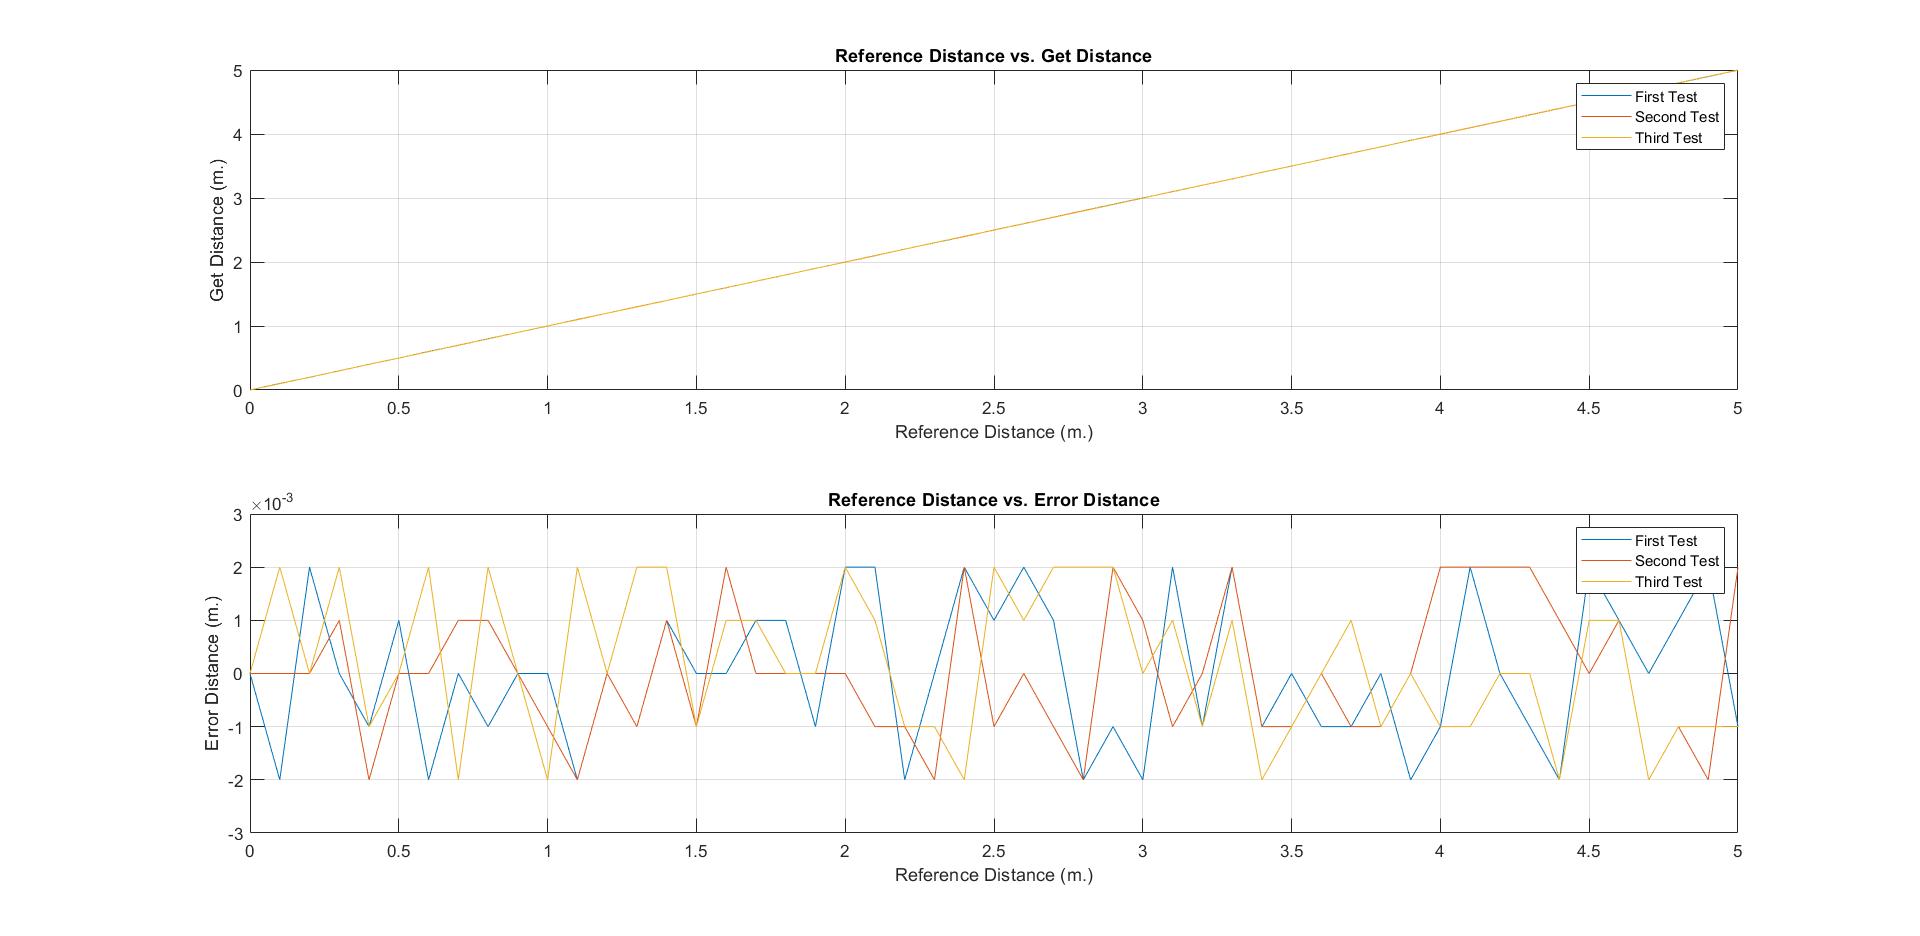 Reference Distance vs. Get Distance
5
4
3
2
1
0
Get Distance (m.)
First Test
Second Test
Third Test
0 0.5 1 1.5 2 2.5 3 3.5 4 4.5 5
Reference Distance (m.)
Reference Distance vs. Error Distance
×10⁻³
3
2
1
0
-1
-2
-3
Error Distance (m.)
First Test
Second Test
Third Test
0 0.5 1 1.5 2 2.5 3 3.5 4 4.5 5
Reference Distance (m.)